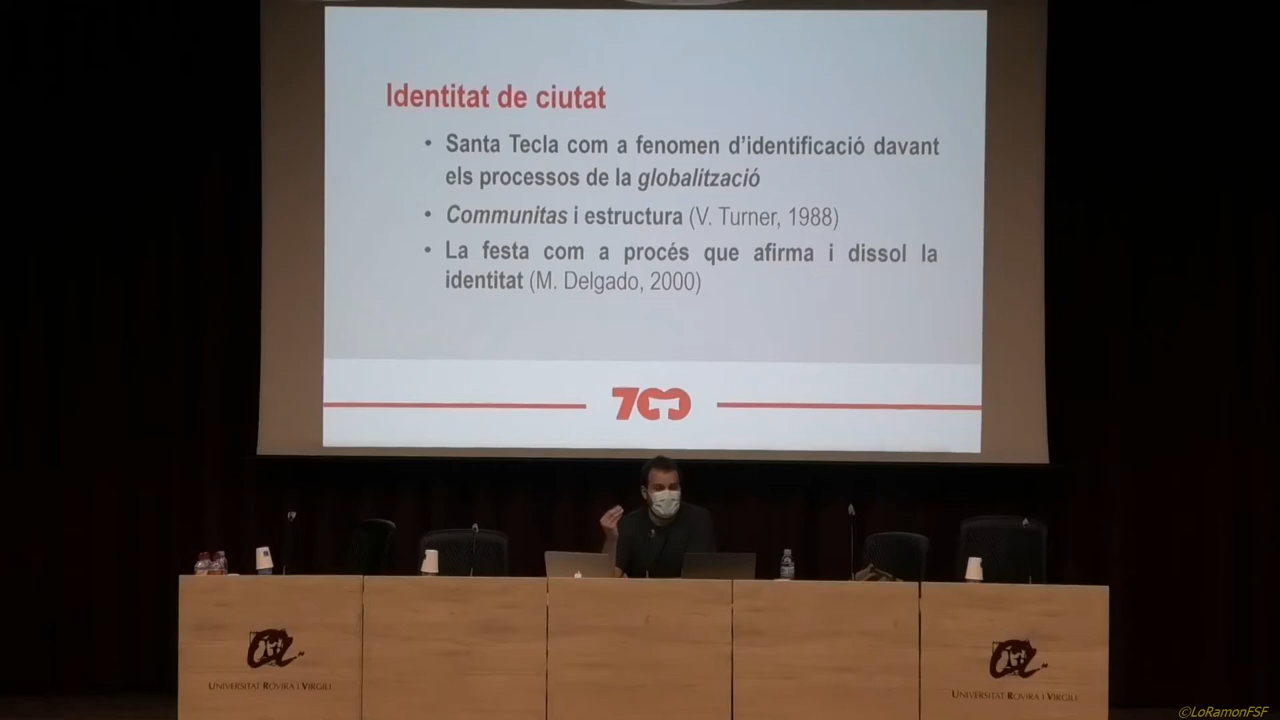 Identitat de ciutat
• Santa Tecla com a fenomen d'identificació davant
els processos de la globalització
• Communitas i estructura (V. Turner, 1988)
• La festa com a procés que afirma i dissol la
identitat (M. Delgado, 2000)
700
UNIVERSITAT ROVIRA I VIRGILI
UNIVERSITAT ROVIRA I VIRGILI
©LoRamonFSF